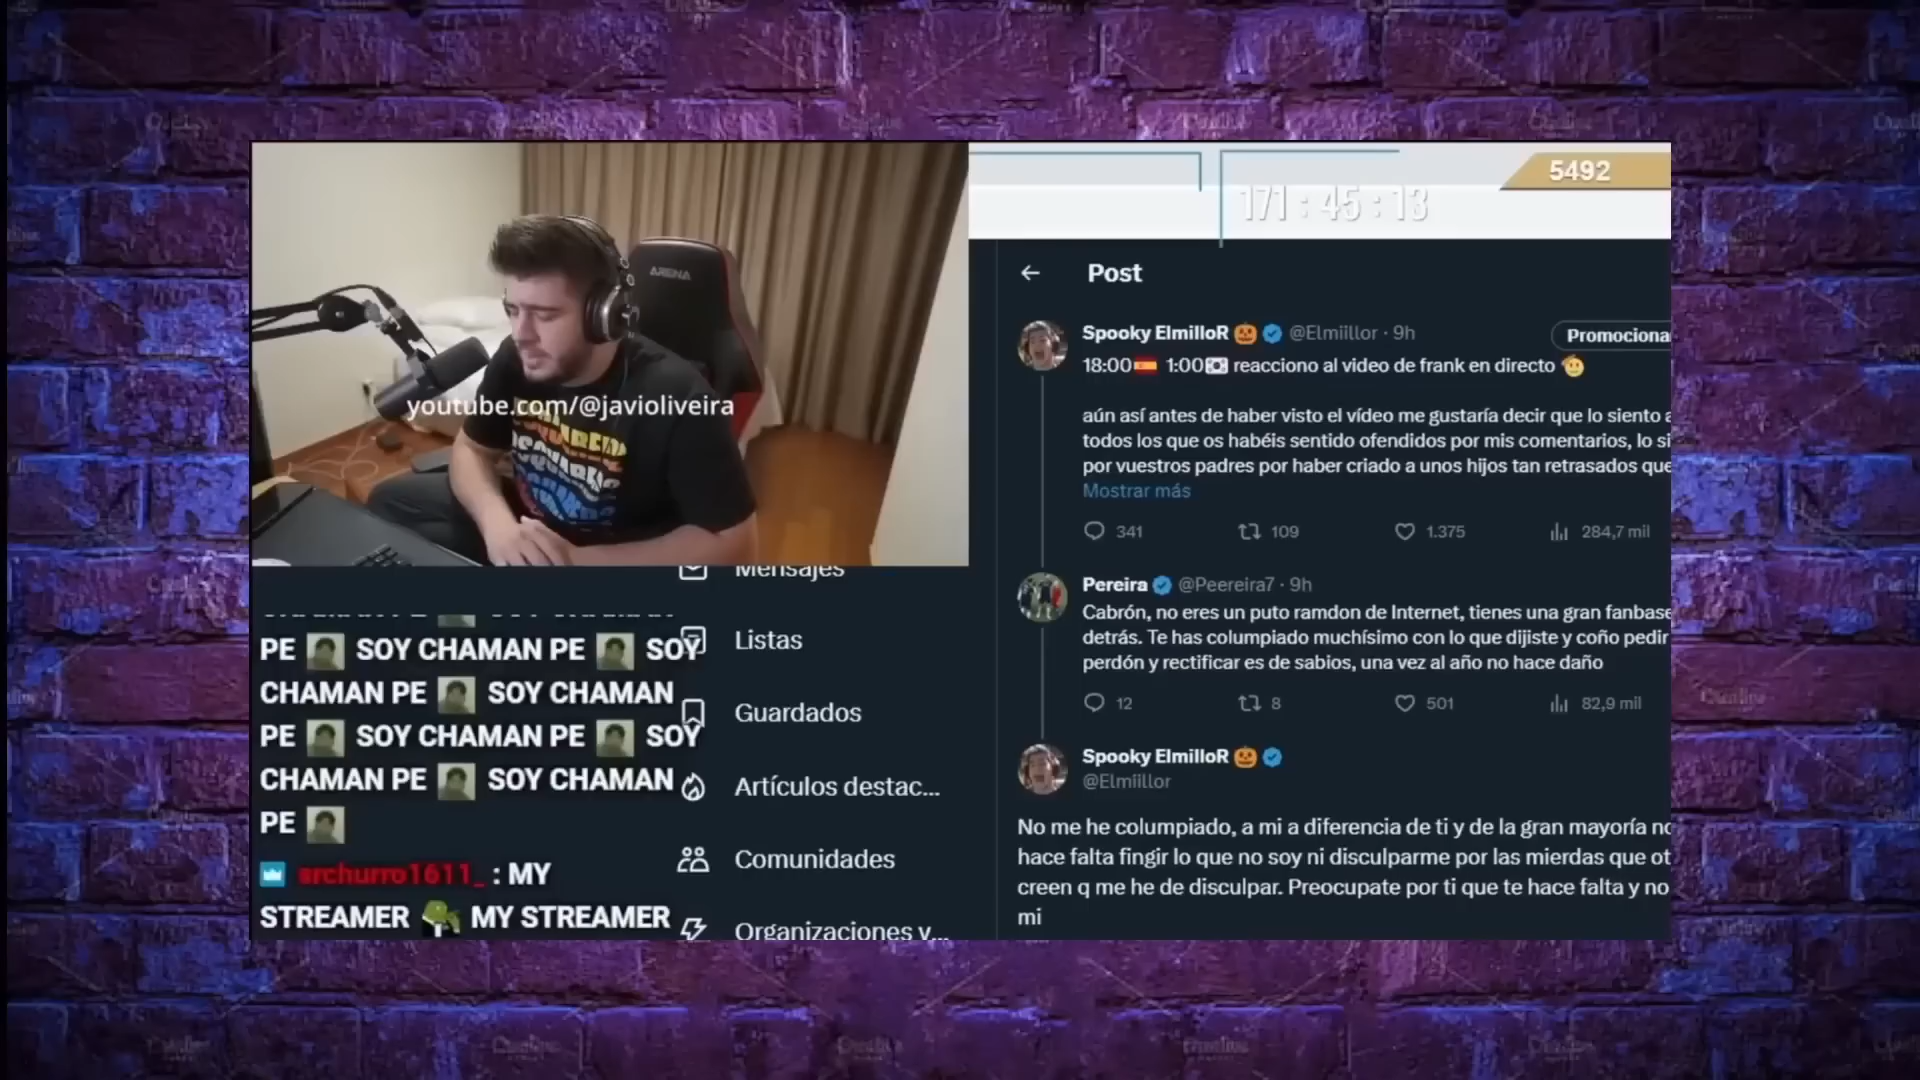 ARENA
youtube.com/@javioliveira
5492
171 : 45 : 13
Post
Spooky ElmilloR @Elmiillor · 9h
Promociona
18:00 1:00 reacciono al video de frank en directo
aún así antes de haber visto el vídeo me gustaría decir que lo siento a
todos los que os habéis sentido ofendidos por mis comentarios, lo si
por vuestros padres por haber criado a unos hijos tan retrasados que
Mostrar más
341 109 1.375 284,7 mil
Pereira @Peereira7 · 9h
Cabrón, no eres un puto ramdon de Internet, tienes una gran fanbase
detrás. Te has columpiado muchísimo con lo que dijiste y coño pedir
perdón y rectificar es de sabios, una vez al año no hace daño
12 8 501 82,9 mil
Spooky ElmilloR
@Elmiillor
No me he columpiado, a mi a diferencia de ti y de la gran mayoría no
hace falta fingir lo que no soy ni disculparme por las mierdas que ot
creen q me he de disculpar. Preocupate por ti que te hace falta y no
mi
Mensajes
Listas
Guardados
Artículos destac...
Comunidades
Organizaciones y...
PE SOY CHAMAN PE SOY
CHAMAN PE SOY CHAMAN
PE SOY CHAMAN PE SOY
CHAMAN PE SOY CHAMAN
PE
srchurro1611_ : MY
STREAMER MY STREAMER